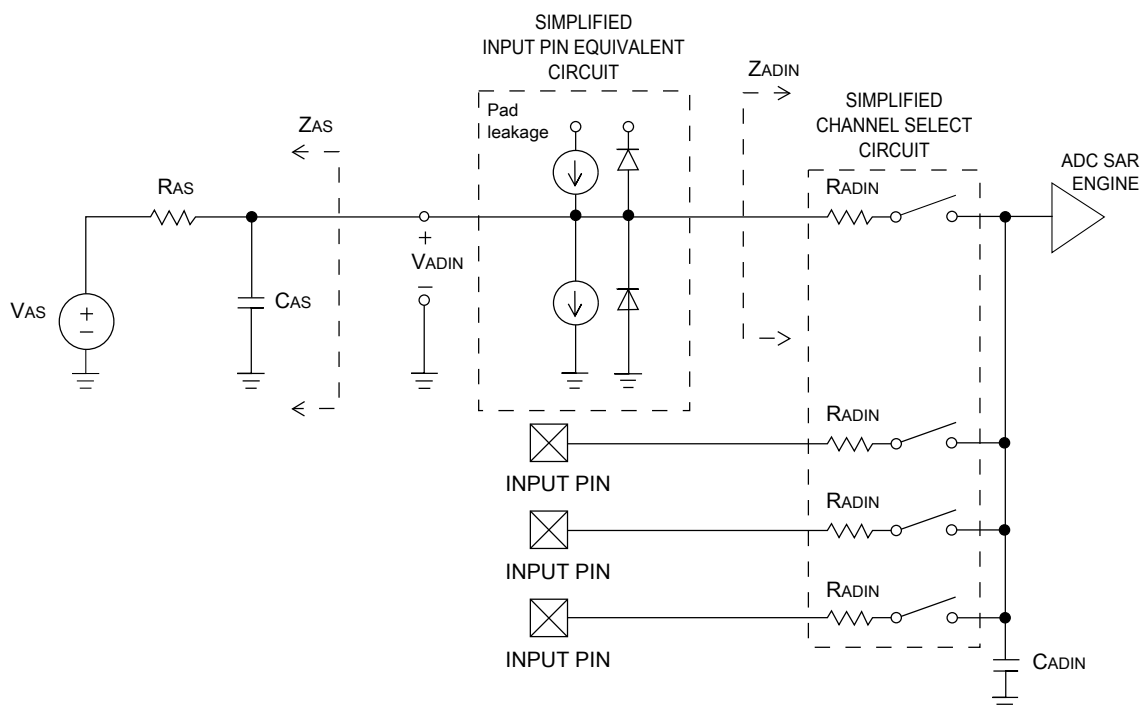 SIMPLIFIED
INPUT PIN EQUIVALENT
CIRCUIT
Pad
leakage
ZAS
RAS
VAS
+
−
CAS
+
VADIN
−
ZADIN
SIMPLIFIED
CHANNEL SELECT
CIRCUIT
RADIN
ADC SAR
ENGINE
RADIN
INPUT PIN
RADIN
INPUT PIN
RADIN
INPUT PIN
CADIN